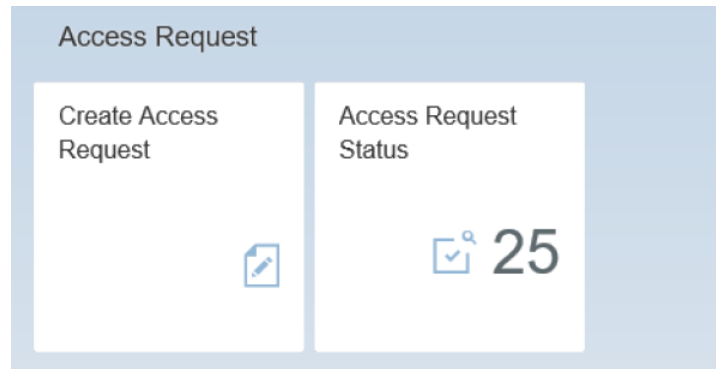 Access Request
Create Access
Request
Access Request
Status
25